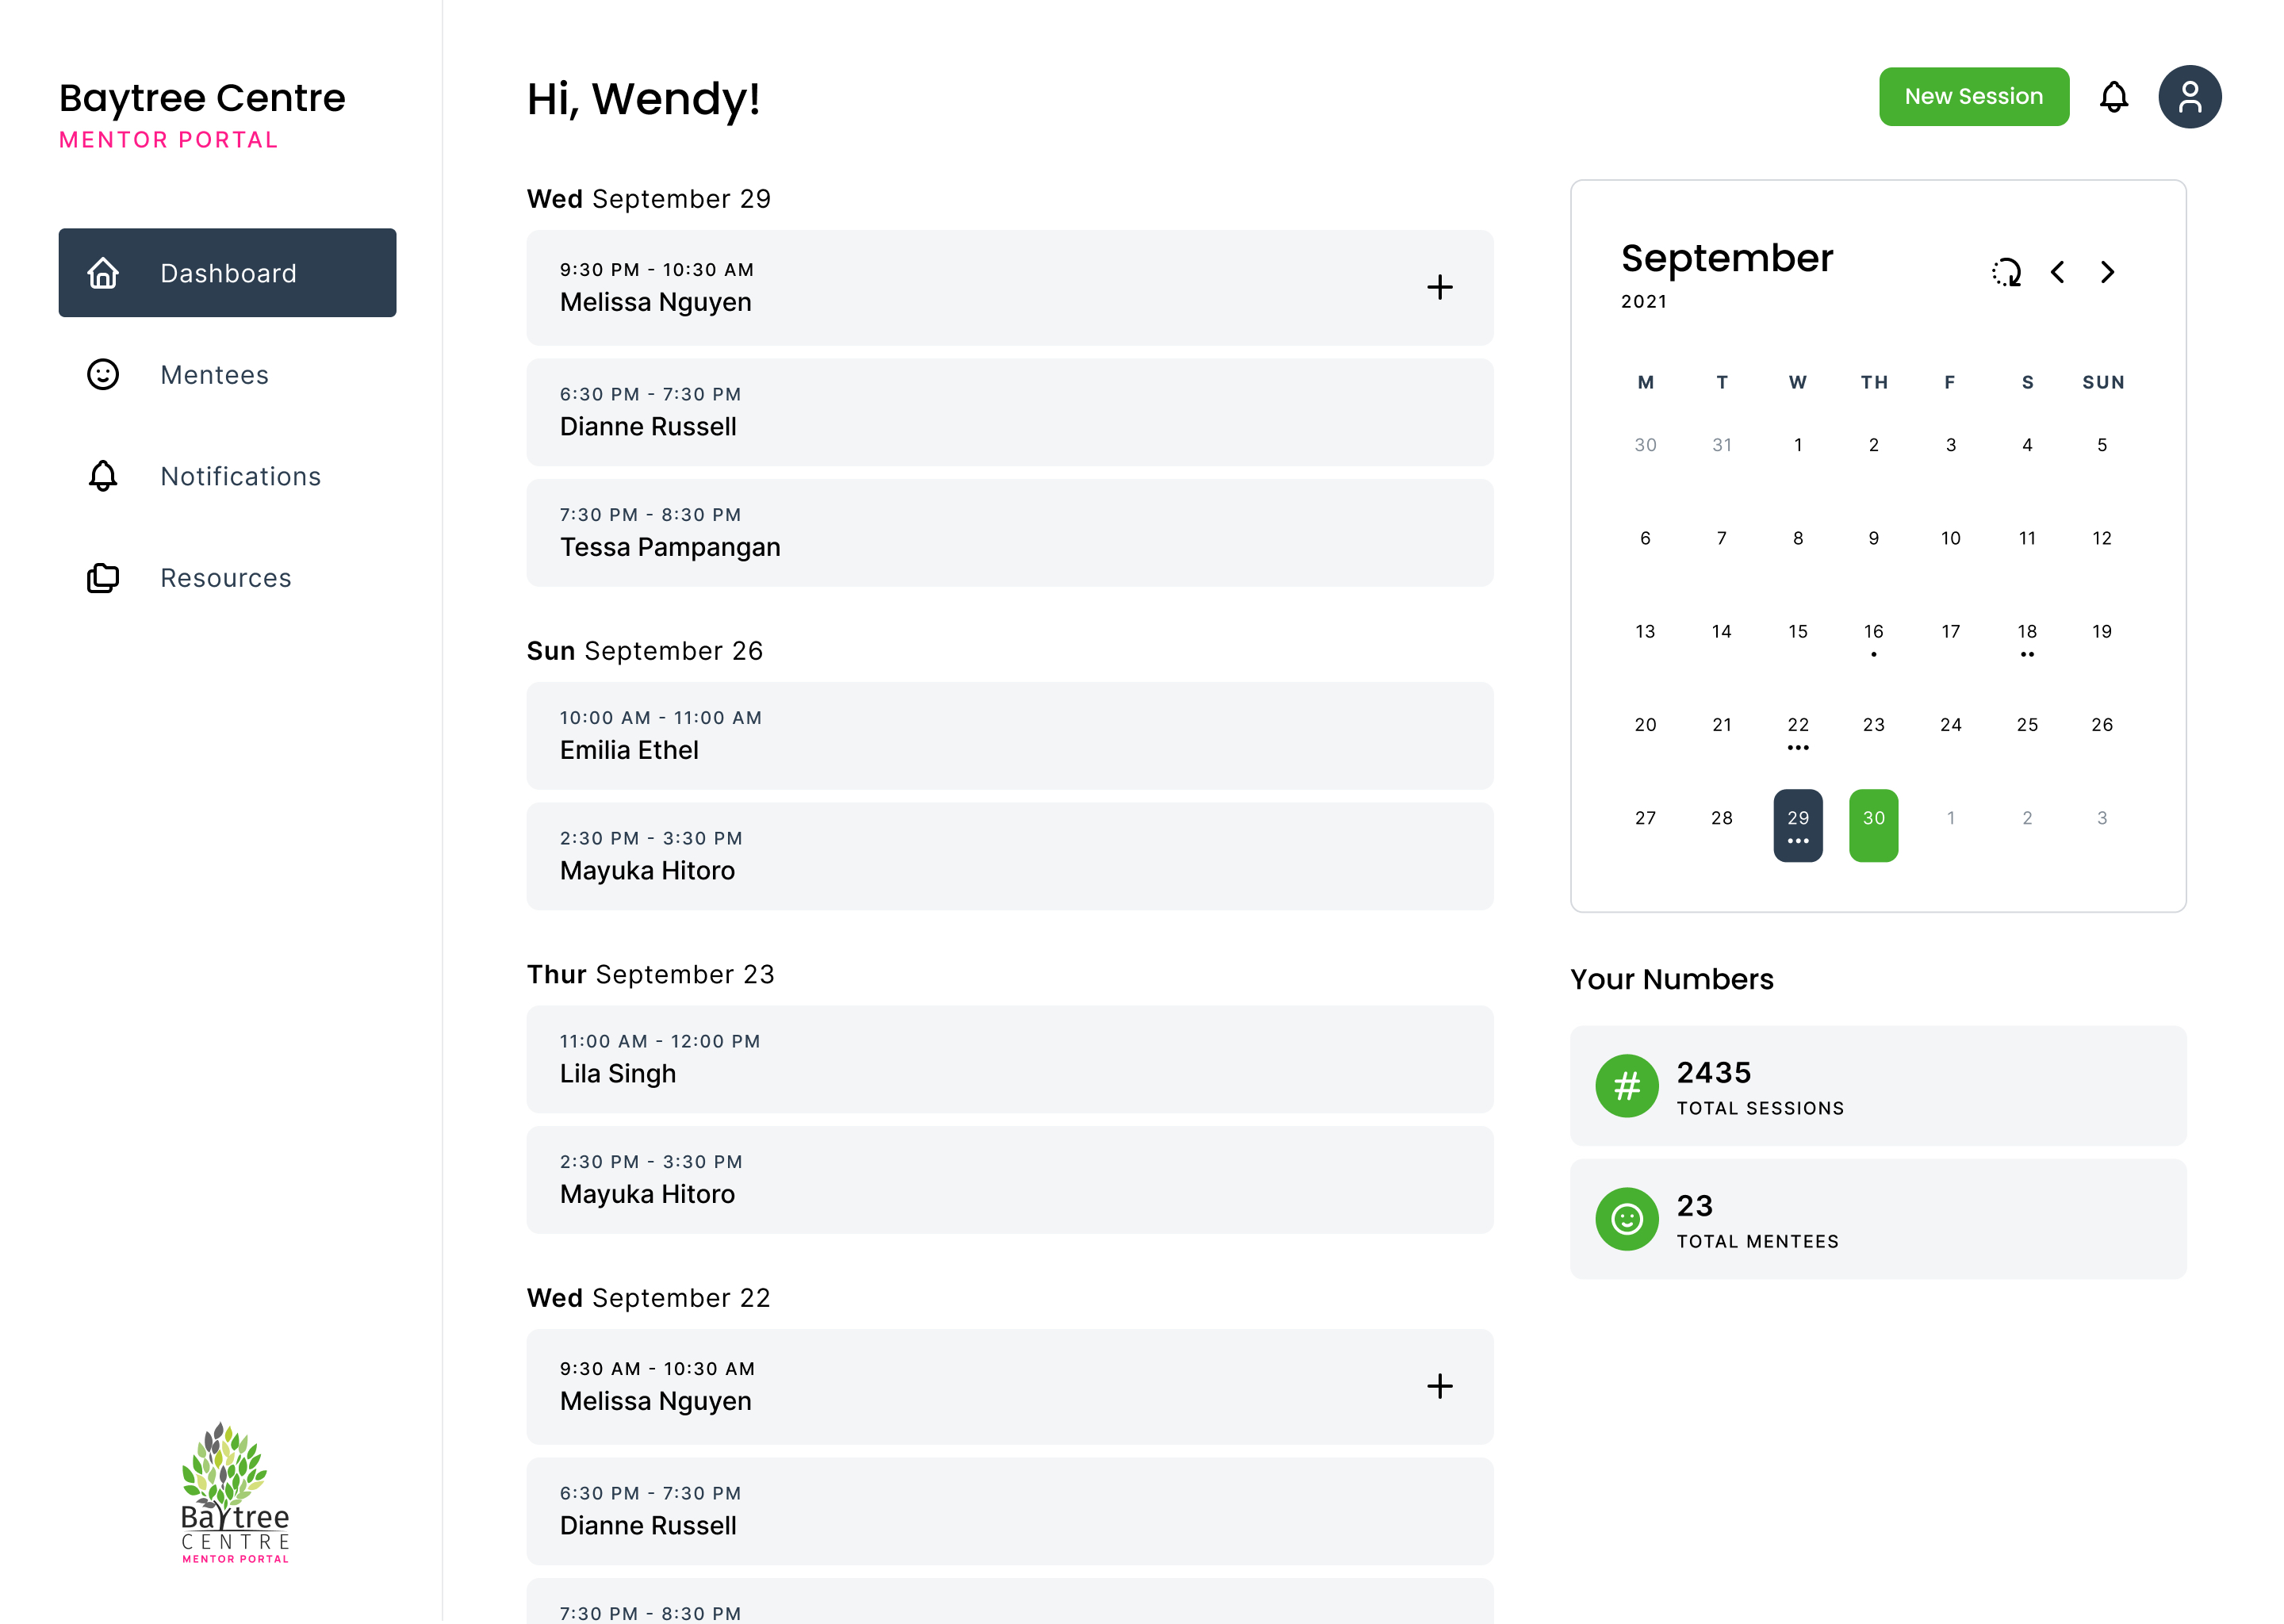 Baytree Centre
MENTOR PORTAL
Dashboard
Mentees
Notifications
Resources
Baytree
CENTRE
MENTOR PORTAL
Hi, Wendy!
New Session
Wed September 29
9:30 PM - 10:30 AM
Melissa Nguyen
6:30 PM - 7:30 PM
Dianne Russell
7:30 PM - 8:30 PM
Tessa Pampangan
Sun September 26
10:00 AM - 11:00 AM
Emilia Ethel
2:30 PM - 3:30 PM
Mayuka Hitoro
Thur September 23
11:00 AM - 12:00 PM
Lila Singh
2:30 PM - 3:30 PM
Mayuka Hitoro
Wed September 22
9:30 AM - 10:30 AM
Melissa Nguyen
6:30 PM - 7:30 PM
Dianne Russell
7:30 PM - 8:30 PM
September
2021
M T W TH F S SUN
30 31 1 2 3 4 5
6 7 8 9 10 11 12
13 14 15 16 17 18 19
20 21 22 23 24 25 26
27 28 29 30 1 2 3
Your Numbers
#
2435
TOTAL SESSIONS
23
TOTAL MENTEES